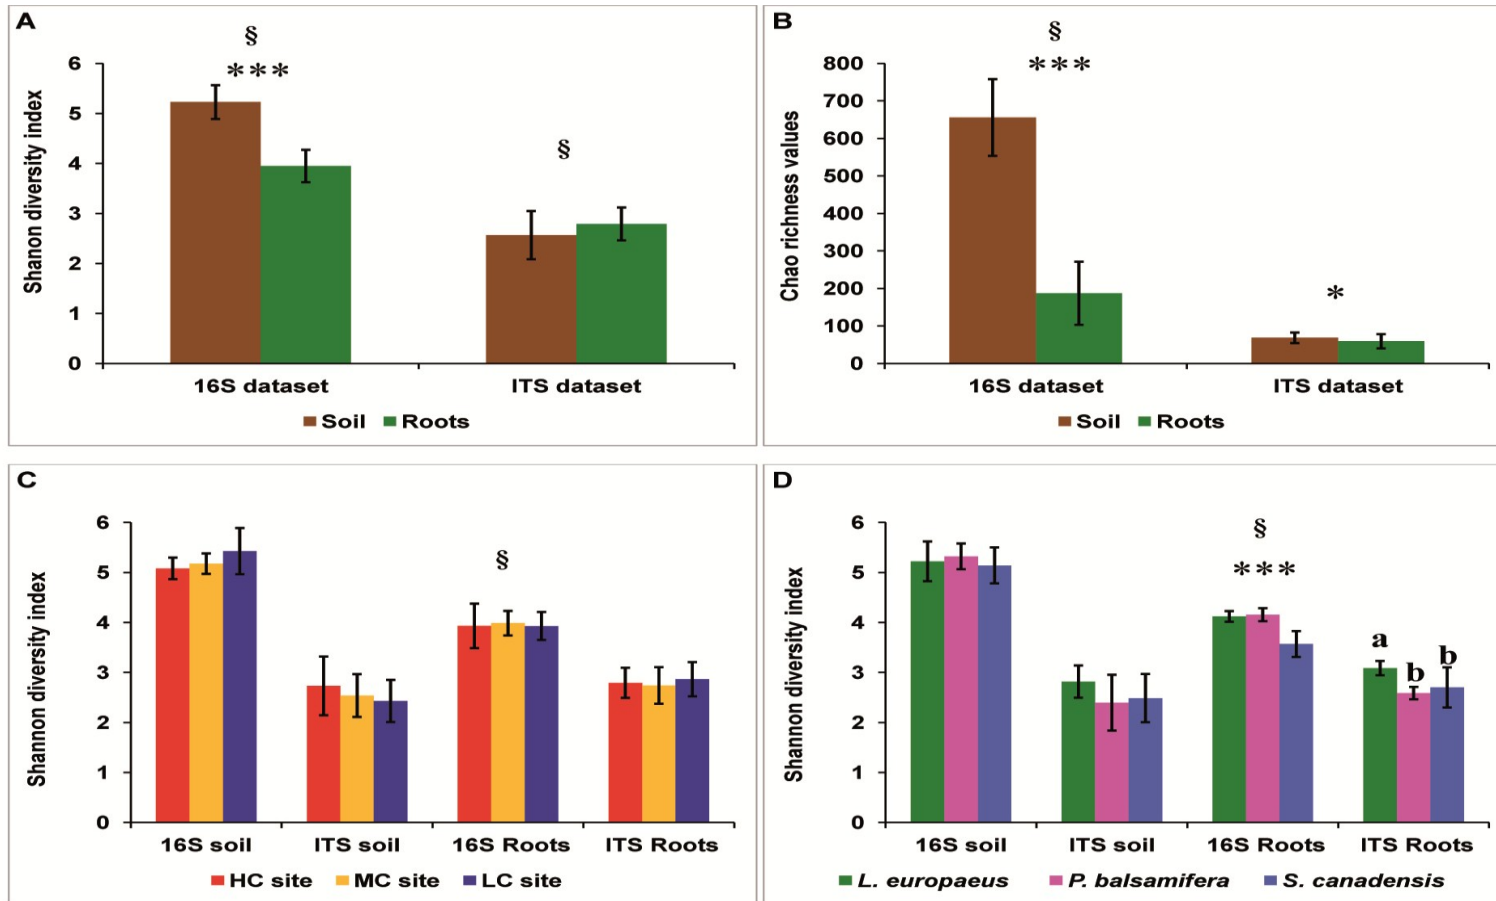 A
§
***
§
Shannon diversity index
6
5
4
3
2
1
0
16S dataset ITS dataset
Soil Roots
B
§
***
*
Chao richness values
800
700
600
500
400
300
200
100
0
16S dataset ITS dataset
Soil Roots
C
§
Shannon diversity index
6
5
4
3
2
1
0
16S soil ITS soil 16S Roots ITS Roots
HC site MC site LC site
D
§
***
a
b
b
Shannon diversity index
6
5
4
3
2
1
0
16S soil ITS soil 16S Roots ITS Roots
L. europaeus P. balsamifera S. canadensis